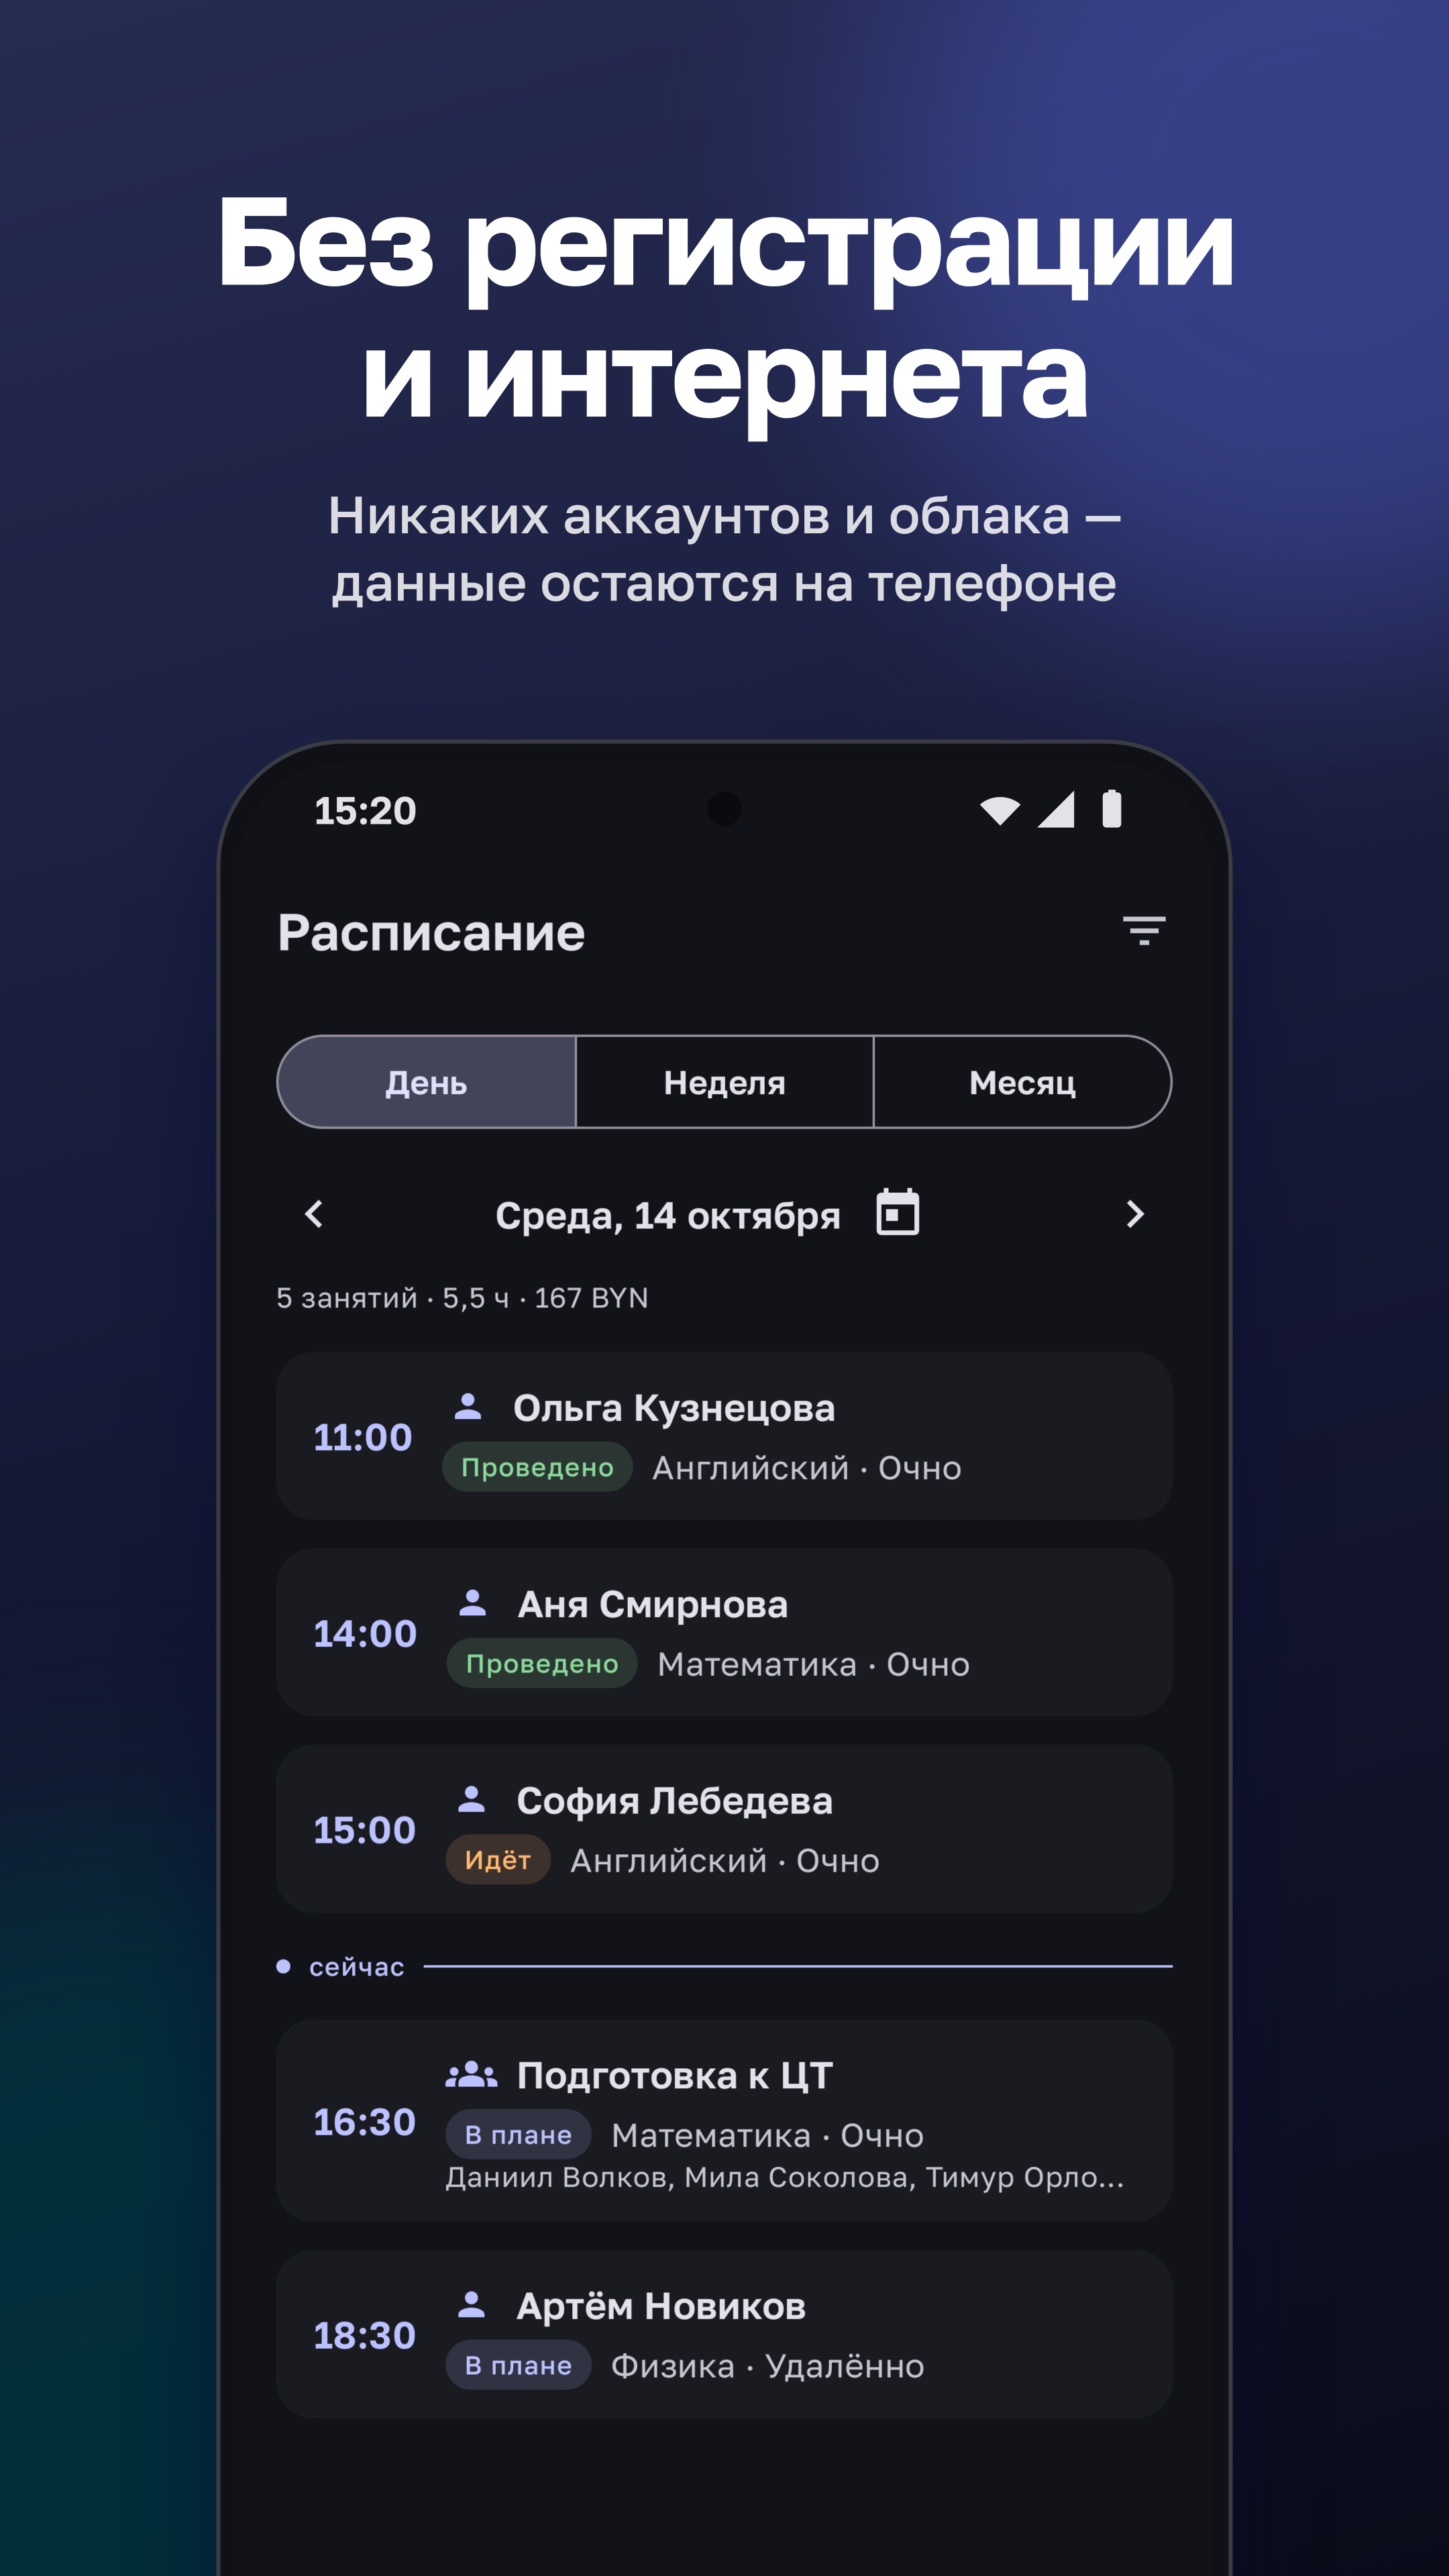 Без регистрации
и интернета
Никаких аккаунтов и облака —
данные остаются на телефоне
15:20
Расписание
День Неделя Месяц
Среда, 14 октября
5 занятий · 5,5 ч · 167 BYN
11:00
Ольга Кузнецова
Проведено Английский · Очно
14:00
Аня Смирнова
Проведено Математика · Очно
15:00
София Лебедева
Идёт Английский · Очно
сейчас
16:30
Подготовка к ЦТ
В плане Математика · Очно
Даниил Волков, Мила Соколова, Тимур Орло...
18:30
Артём Новиков
В плане Физика · Удалённо